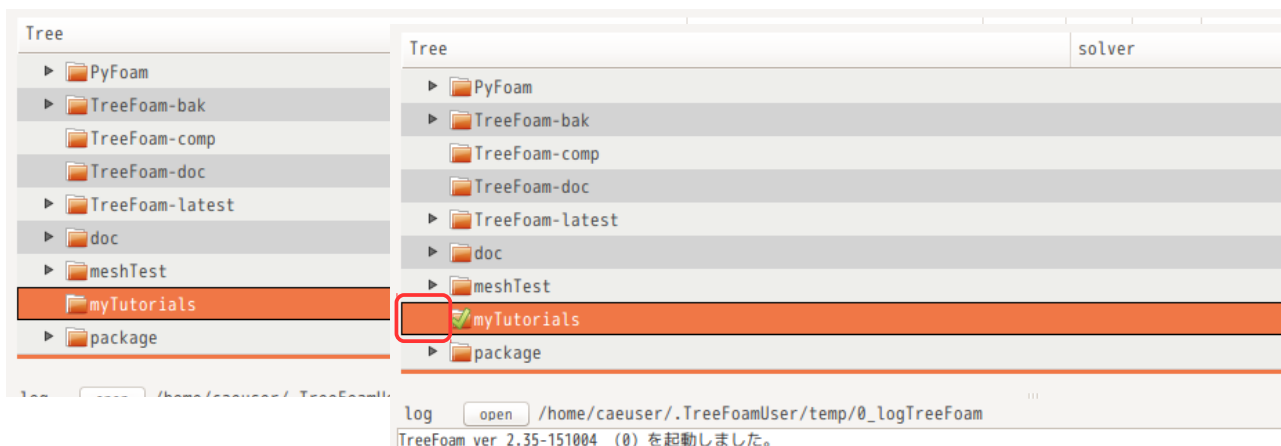 Tree
PyFoam
TreeFoam-bak
TreeFoam-comp
TreeFoam-doc
TreeFoam-latest
doc
meshTest
myTutorials
package
Tree solver
PyFoam
TreeFoam-bak
TreeFoam-comp
TreeFoam-doc
TreeFoam-latest
doc
meshTest
myTutorials
package
log open /home/caeuser/.TreeFoamUser/temp/0_logTreeFoam
TreeFoam ver 2.35-151004 (0) を起動しました。